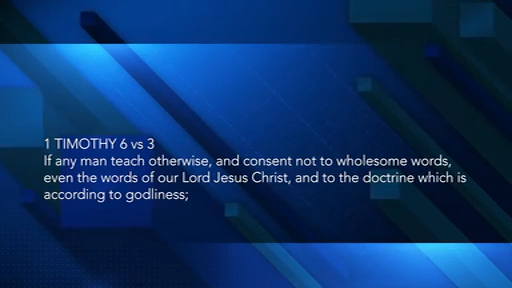 1 TIMOTHY 6 vs 3
If any man teach otherwise, and consent not to wholesome words,
even the words of our Lord Jesus Christ, and to the doctrine which is
according to godliness;